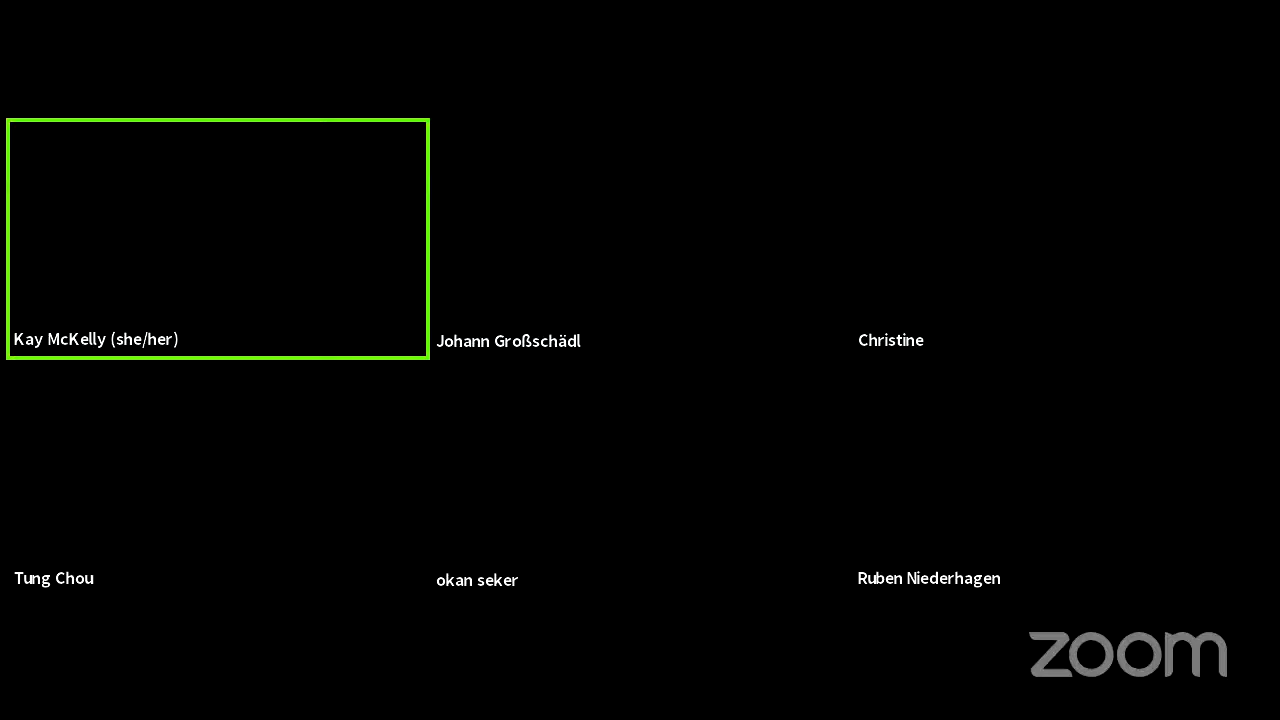 Kay McKelly (she/her)
Johann Großschädl
Christine
Tung Chou
okan seker
Ruben Niederhagen
zoom